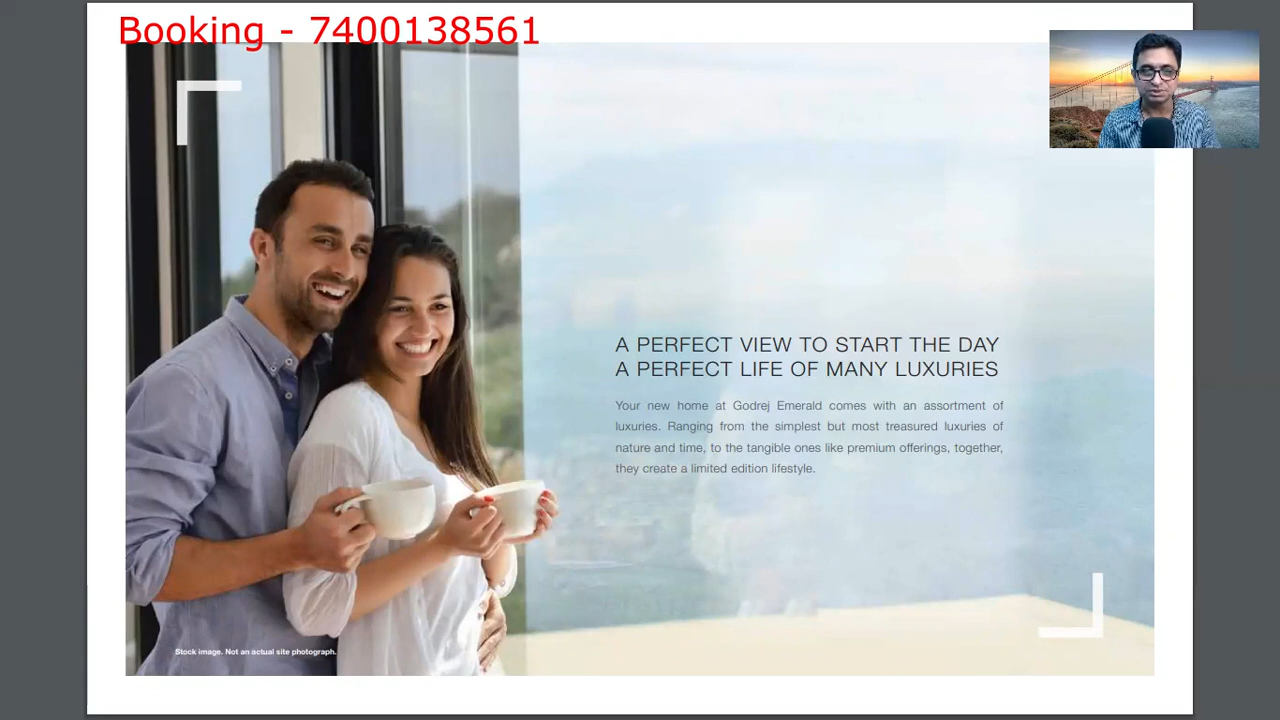 Booking - 7400138561
A PERFECT VIEW TO START THE DAY
A PERFECT LIFE OF MANY LUXURIES
Your new home at Godrej Emerald comes with an assortment of
luxuries. Ranging from the simplest but most treasured luxuries of
nature and time, to the tangible ones like premium offerings, together,
they create a limited edition lifestyle.
Stock image. Not an actual site photograph.